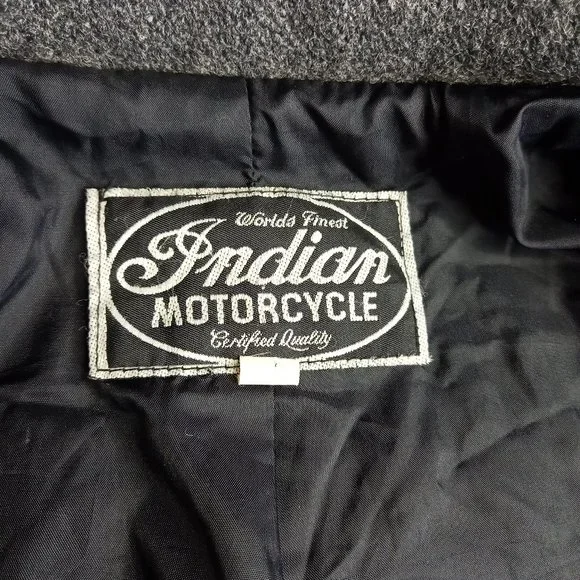 Worlds Finest
Indian
MOTORCYCLE
Certified Quality